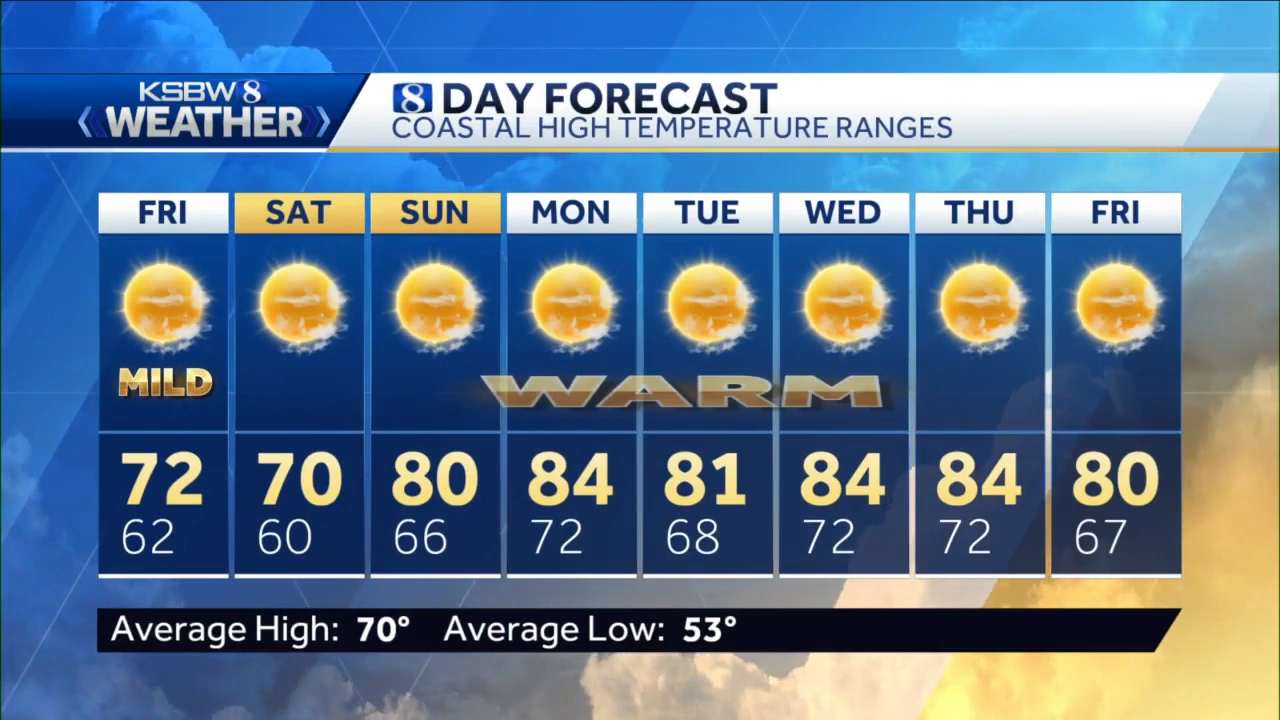 KSBW 8
WEATHER
8 DAY FORECAST
COASTAL HIGH TEMPERATURE RANGES
FRI SAT SUN MON TUE WED THU FRI
MILD WARM
72 70 80 84 81 84 84 80
62 60 66 72 68 72 72 67
Average High: 70° Average Low: 53°